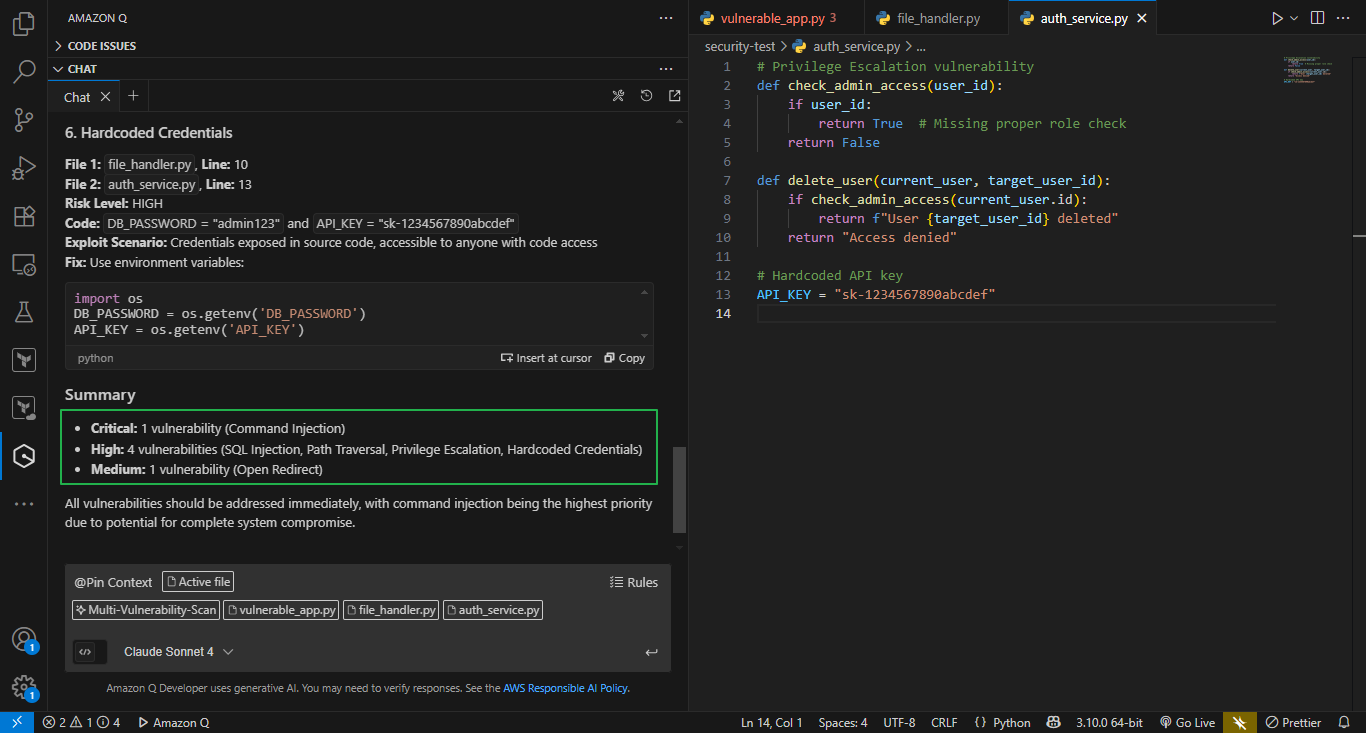 AMAZON Q
CODE ISSUES
CHAT
Chat
6. Hardcoded Credentials
File 1: file_handler.py, Line: 10
File 2: auth_service.py, Line: 13
Risk Level: HIGH
Code: DB_PASSWORD = "admin123" and API_KEY = "sk-1234567890abcdef"
Exploit Scenario: Credentials exposed in source code, accessible to anyone with code access
Fix: Use environment variables:
import os
DB_PASSWORD = os.getenv('DB_PASSWORD')
API_KEY = os.getenv('API_KEY')
python
Insert at cursor
Copy
Summary
• Critical: 1 vulnerability (Command Injection)
• High: 4 vulnerabilities (SQL Injection, Path Traversal, Privilege Escalation, Hardcoded Credentials)
• Medium: 1 vulnerability (Open Redirect)
All vulnerabilities should be addressed immediately, with command injection being the highest priority
due to potential for complete system compromise.
@Pin Context Active file
Rules
Multi-Vulnerability-Scan vulnerable_app.py file_handler.py auth_service.py
Claude Sonnet 4
Amazon Q Developer uses generative AI. You may need to verify responses. See the AWS Responsible AI Policy.
1
1
vulnerable_app.py 3
file_handler.py
auth_service.py
security-test > auth_service.py > ...
1 # Privilege Escalation vulnerability
2 def check_admin_access(user_id):
3 if user_id:
4 return True # Missing proper role check
5 return False
6
7 def delete_user(current_user, target_user_id):
8 if check_admin_access(current_user.id):
9 return f"User {target_user_id} deleted"
10 return "Access denied"
11
12 # Hardcoded API key
13 API_KEY = "sk-1234567890abcdef"
14
2 1 4 Amazon Q
Ln 14, Col 1 Spaces: 4 UTF-8 CRLF {} Python 3.10.0 64-bit Go Live Prettier